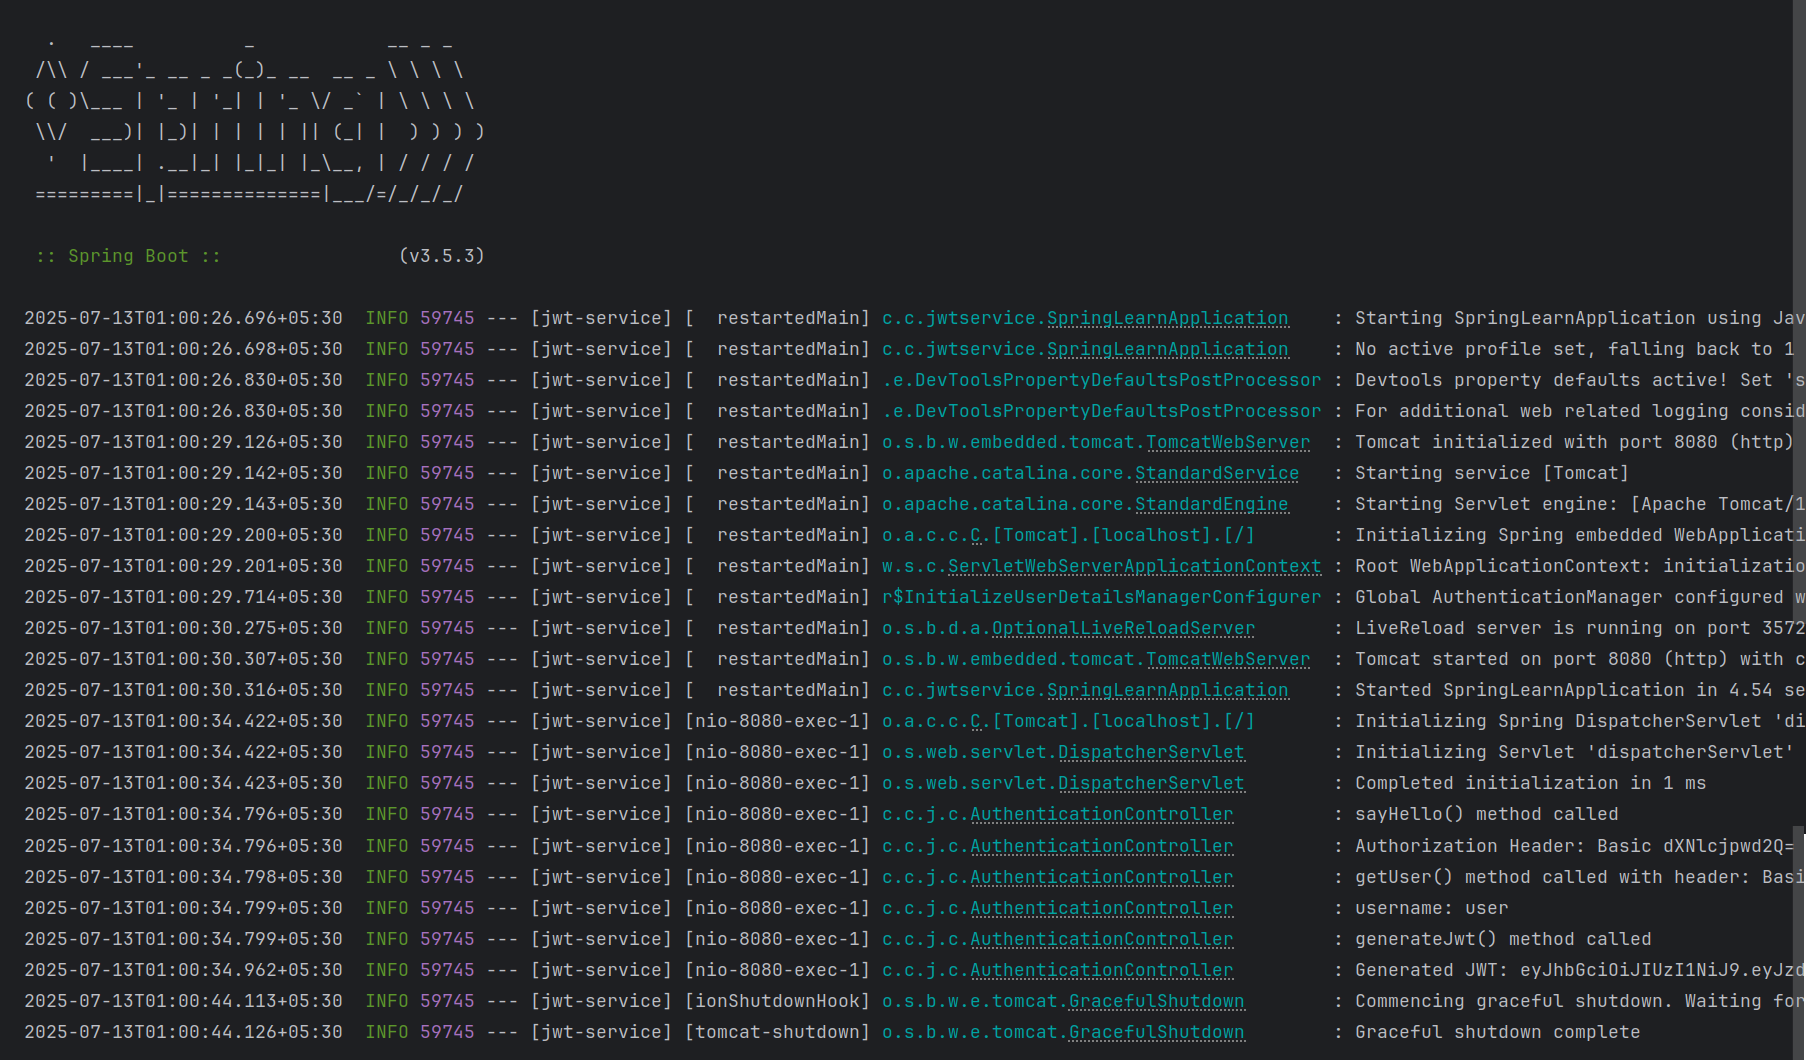 .   ____          _            __ _ _
 /\\ / ___'_ __ _ _(_)_ __  __ _ \ \ \ \
( ( )\___ | '_ | '_| | '_ \/ _` | \ \ \ \
 \\/  ___)| |_)| | | | | || (_| |  ) ) ) )
  '  |____| .__|_| |_|_| |_\__, | / / / /
 =========|_|==============|___/=/_/_/_/

 :: Spring Boot ::                (v3.5.3)

2025-07-13T01:00:26.696+05:30  INFO 59745 --- [jwt-service] [  restartedMain] c.c.jwtservice.SpringLearnApplication    : Starting SpringLearnApplication using Jav
2025-07-13T01:00:26.698+05:30  INFO 59745 --- [jwt-service] [  restartedMain] c.c.jwtservice.SpringLearnApplication    : No active profile set, falling back to 1
2025-07-13T01:00:26.830+05:30  INFO 59745 --- [jwt-service] [  restartedMain] .e.DevToolsPropertyDefaultsPostProcessor : Devtools property defaults active! Set 's
2025-07-13T01:00:26.830+05:30  INFO 59745 --- [jwt-service] [  restartedMain] .e.DevToolsPropertyDefaultsPostProcessor : For additional web related logging consid
2025-07-13T01:00:29.126+05:30  INFO 59745 --- [jwt-service] [  restartedMain] o.s.b.w.embedded.tomcat.TomcatWebServer  : Tomcat initialized with port 8080 (http)
2025-07-13T01:00:29.142+05:30  INFO 59745 --- [jwt-service] [  restartedMain] o.apache.catalina.core.StandardService   : Starting service [Tomcat]
2025-07-13T01:00:29.143+05:30  INFO 59745 --- [jwt-service] [  restartedMain] o.apache.catalina.core.StandardEngine    : Starting Servlet engine: [Apache Tomcat/1
2025-07-13T01:00:29.200+05:30  INFO 59745 --- [jwt-service] [  restartedMain] o.a.c.c.C.[Tomcat].[localhost].[/]       : Initializing Spring embedded WebApplicati
2025-07-13T01:00:29.201+05:30  INFO 59745 --- [jwt-service] [  restartedMain] w.s.c.ServletWebServerApplicationContext : Root WebApplicationContext: initializatio
2025-07-13T01:00:29.714+05:30  INFO 59745 --- [jwt-service] [  restartedMain] r$InitializeUserDetailsManagerConfigurer : Global AuthenticationManager configured w
2025-07-13T01:00:30.275+05:30  INFO 59745 --- [jwt-service] [  restartedMain] o.s.b.d.a.OptionalLiveReloadServer       : LiveReload server is running on port 3572
2025-07-13T01:00:30.307+05:30  INFO 59745 --- [jwt-service] [  restartedMain] o.s.b.w.embedded.tomcat.TomcatWebServer  : Tomcat started on port 8080 (http) with c
2025-07-13T01:00:30.316+05:30  INFO 59745 --- [jwt-service] [  restartedMain] c.c.jwtservice.SpringLearnApplication    : Started SpringLearnApplication in 4.54 se
2025-07-13T01:00:34.422+05:30  INFO 59745 --- [jwt-service] [nio-8080-exec-1] o.a.c.c.C.[Tomcat].[localhost].[/]       : Initializing Spring DispatcherServlet 'di
2025-07-13T01:00:34.422+05:30  INFO 59745 --- [jwt-service] [nio-8080-exec-1] o.s.web.servlet.DispatcherServlet        : Initializing Servlet 'dispatcherServlet'
2025-07-13T01:00:34.423+05:30  INFO 59745 --- [jwt-service] [nio-8080-exec-1] o.s.web.servlet.DispatcherServlet        : Completed initialization in 1 ms
2025-07-13T01:00:34.796+05:30  INFO 59745 --- [jwt-service] [nio-8080-exec-1] c.c.j.c.AuthenticationController         : sayHello() method called
2025-07-13T01:00:34.796+05:30  INFO 59745 --- [jwt-service] [nio-8080-exec-1] c.c.j.c.AuthenticationController         : Authorization Header: Basic dXNlcjpwd2Q=
2025-07-13T01:00:34.798+05:30  INFO 59745 --- [jwt-service] [nio-8080-exec-1] c.c.j.c.AuthenticationController         : getUser() method called with header: Basi
2025-07-13T01:00:34.799+05:30  INFO 59745 --- [jwt-service] [nio-8080-exec-1] c.c.j.c.AuthenticationController         : username: user
2025-07-13T01:00:34.799+05:30  INFO 59745 --- [jwt-service] [nio-8080-exec-1] c.c.j.c.AuthenticationController         : generateJwt() method called
2025-07-13T01:00:34.962+05:30  INFO 59745 --- [jwt-service] [nio-8080-exec-1] c.c.j.c.AuthenticationController         : Generated JWT: eyJhbGciOiJIUzI1NiJ9.eyJzd
2025-07-13T01:00:44.113+05:30  INFO 59745 --- [jwt-service] [ionShutdownHook] o.s.b.w.e.tomcat.GracefulShutdown        : Commencing graceful shutdown. Waiting for
2025-07-13T01:00:44.126+05:30  INFO 59745 --- [jwt-service] [tomcat-shutdown] o.s.b.w.e.tomcat.GracefulShutdown        : Graceful shutdown complete